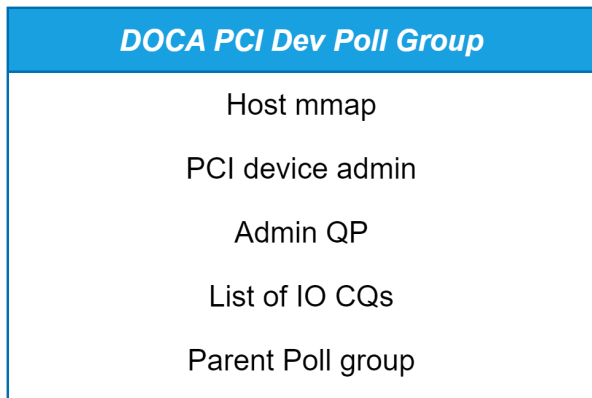 DOCA PCI Dev Poll Group
Host mmap
PCI device admin
Admin QP
List of IO CQs
Parent Poll group